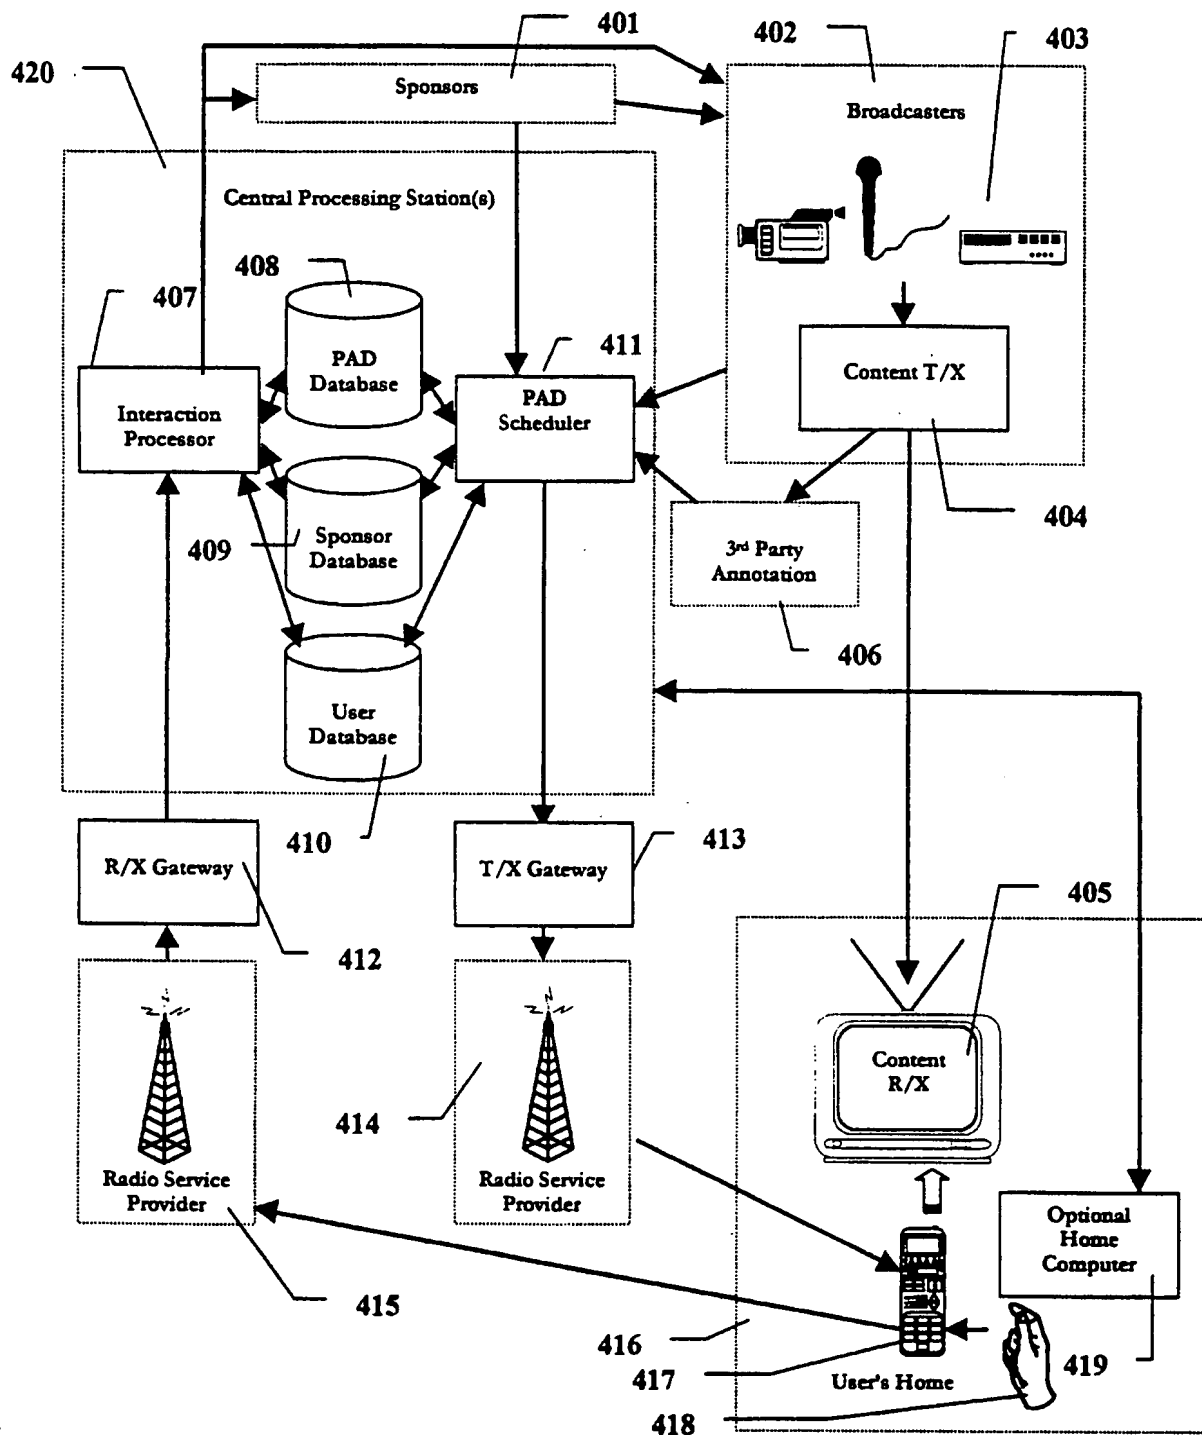 401
402
403
420
Sponsors
Broadcasters
Central Processing Station(s)
408
407
411
PAD
Database
PAD
Scheduler
Content T/X
Interaction
Processor
404
409
Sponsor
Database
3rd Party
Annotation
406
User
Database
410
413
R/X Gateway
T/X Gateway
405
412
Content
R/X
414
Radio Service
Provider
Radio Service
Provider
Optional
Home
Computer
415
416
417
User's Home
419
418